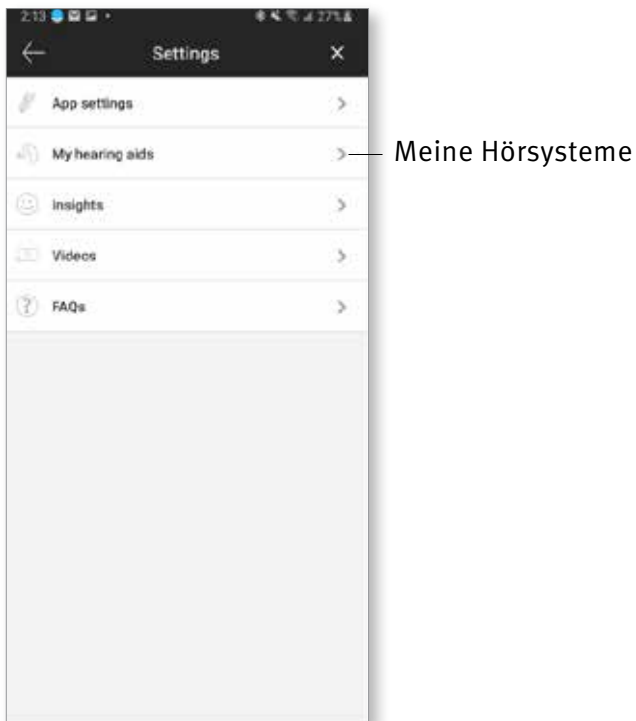 2:13 27%
Settings
App settings
My hearing aids
Meine Hörsysteme
Insights
Videos
FAQs